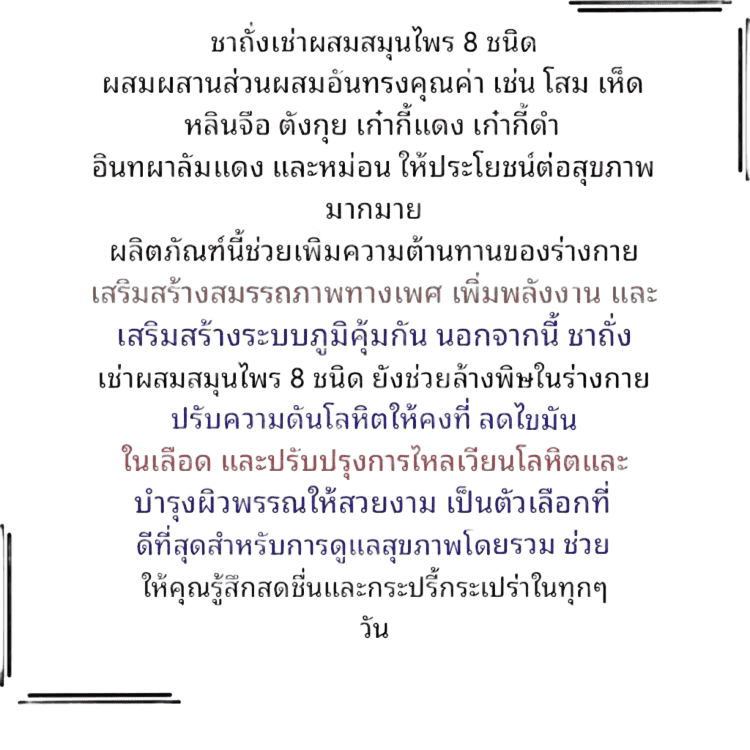 ชาถั่งเช่าผสมสมุนไพร 8 ชนิด
ผสมผสานส่วนผสมอันทรงคุณค่า เช่น โสม เห็ด
หลินจือ ตังกุย เก๋ากี้แดง เก๋ากี้ดำ
อินทผาลัมแดง และหม่อน ให้ประโยชน์ต่อสุขภาพ
มากมาย
ผลิตภัณฑ์นี้ช่วยเพิ่มความต้านทานของร่างกาย
เสริมสร้างสมรรถภาพทางเพศ เพิ่มพลังงาน และ
เสริมสร้างระบบภูมิคุ้มกัน นอกจากนี้ ชาถั่ง
เช่าผสมสมุนไพร 8 ชนิด ยังช่วยล้างพิษในร่างกาย
ปรับความดันโลหิตให้คงที่ ลดไขมัน
ในเลือด และปรับปรุงการไหลเวียนโลหิตและ
บำรุงผิวพรรณให้สวยงาม เป็นตัวเลือกที่
ดีที่สุดสำหรับการดูแลสุขภาพโดยรวม ช่วย
ให้คุณรู้สึกสดชื่นและกระปรี้กระเปร่าในทุกๆ
วัน